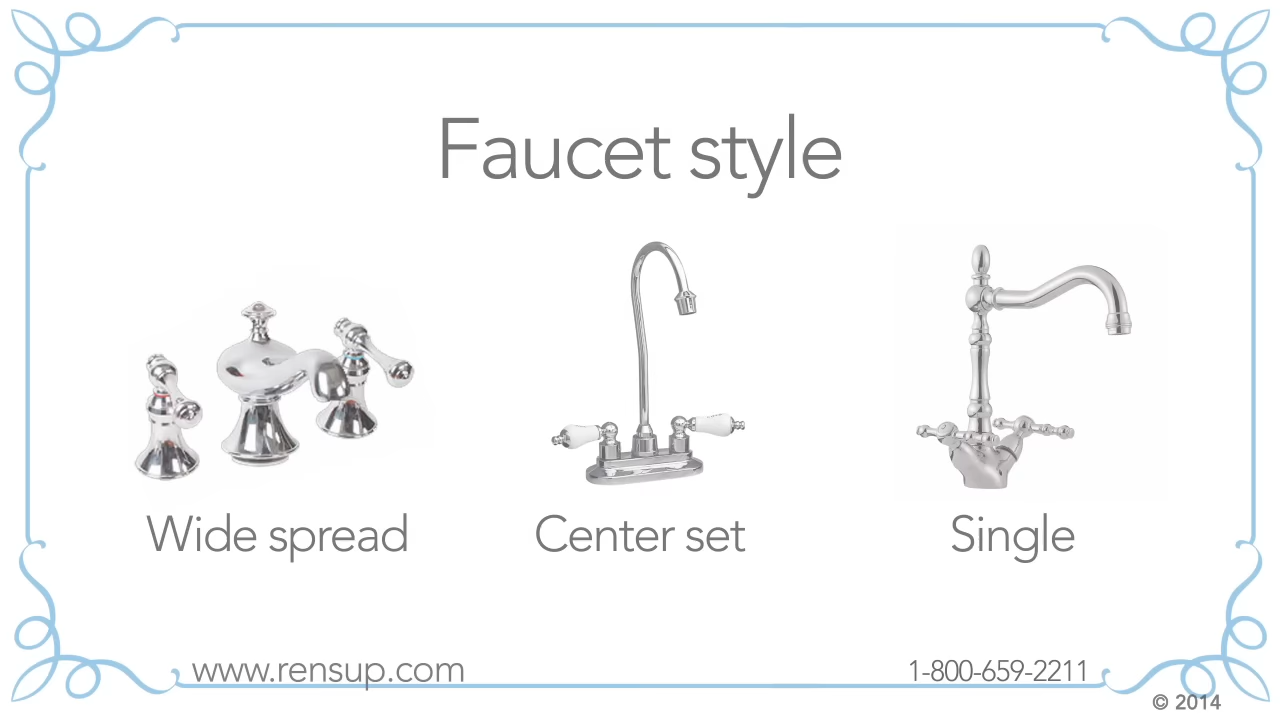 Faucet style
Wide spread
Center set
Single
www.rensup.com
1-800-659-2211
© 2014